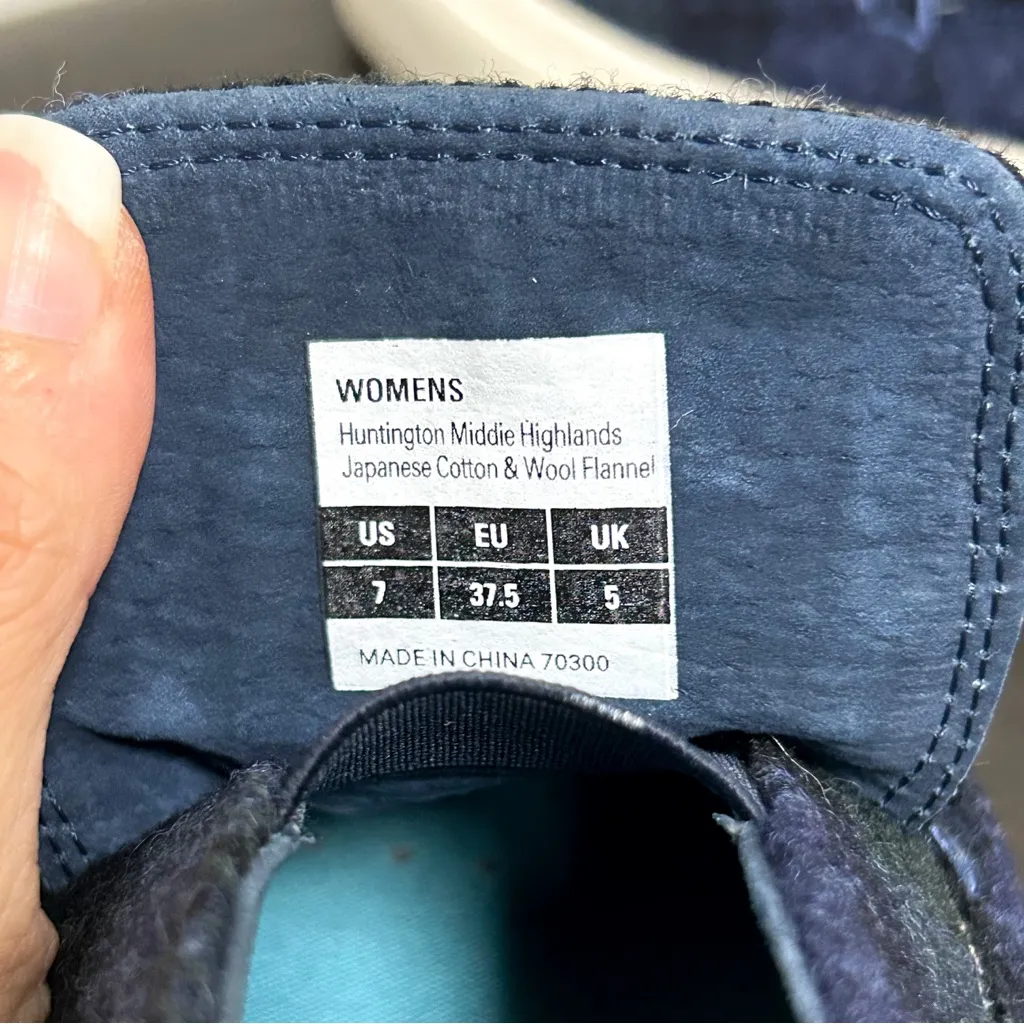 WOMENS
Huntington Middie Highlands
Japanese Cotton & Wool Flannel
US EU UK
7 37.5 5
MADE IN CHINA 70300